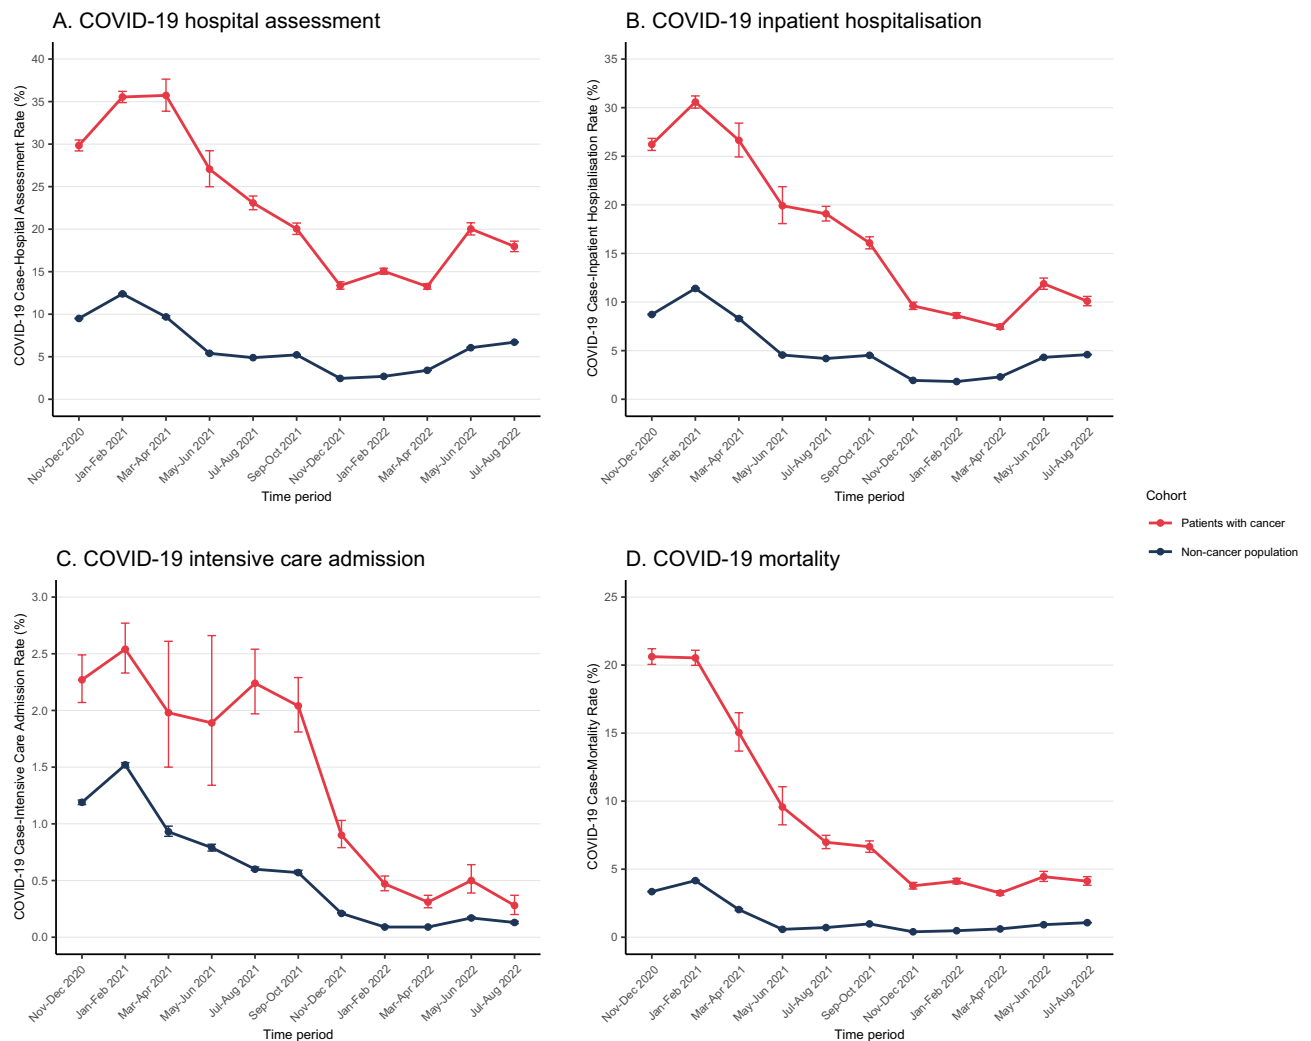 A. COVID-19 hospital assessment
COVID-19 Case-Hospital Assessment Rate (%)
40
35
30
25
20
15
10
5
0
Nov-Dec 2020
Jan-Feb 2021
Mar-Apr 2021
May-Jun 2021
Jul-Aug 2021
Sep-Oct 2021
Nov-Dec 2021
Jan-Feb 2022
Mar-Apr 2022
May-Jun 2022
Jul-Aug 2022
Time period
B. COVID-19 inpatient hospitalisation
COVID-19 Case-Inpatient Hospitalisation Rate (%)
35
30
25
20
15
10
5
0
Nov-Dec 2020
Jan-Feb 2021
Mar-Apr 2021
May-Jun 2021
Jul-Aug 2021
Sep-Oct 2021
Nov-Dec 2021
Jan-Feb 2022
Mar-Apr 2022
May-Jun 2022
Jul-Aug 2022
Time period
Cohort
Patients with cancer
Non-cancer population
C. COVID-19 intensive care admission
COVID-19 Case-Intensive Care Admission Rate (%)
3.0
2.5
2.0
1.5
1.0
0.5
0.0
Nov-Dec 2020
Jan-Feb 2021
Mar-Apr 2021
May-Jun 2021
Jul-Aug 2021
Sep-Oct 2021
Nov-Dec 2021
Jan-Feb 2022
Mar-Apr 2022
May-Jun 2022
Jul-Aug 2022
Time period
D. COVID-19 mortality
COVID-19 Case-Mortality Rate (%)
25
20
15
10
5
0
Nov-Dec 2020
Jan-Feb 2021
Mar-Apr 2021
May-Jun 2021
Jul-Aug 2021
Sep-Oct 2021
Nov-Dec 2021
Jan-Feb 2022
Mar-Apr 2022
May-Jun 2022
Jul-Aug 2022
Time period